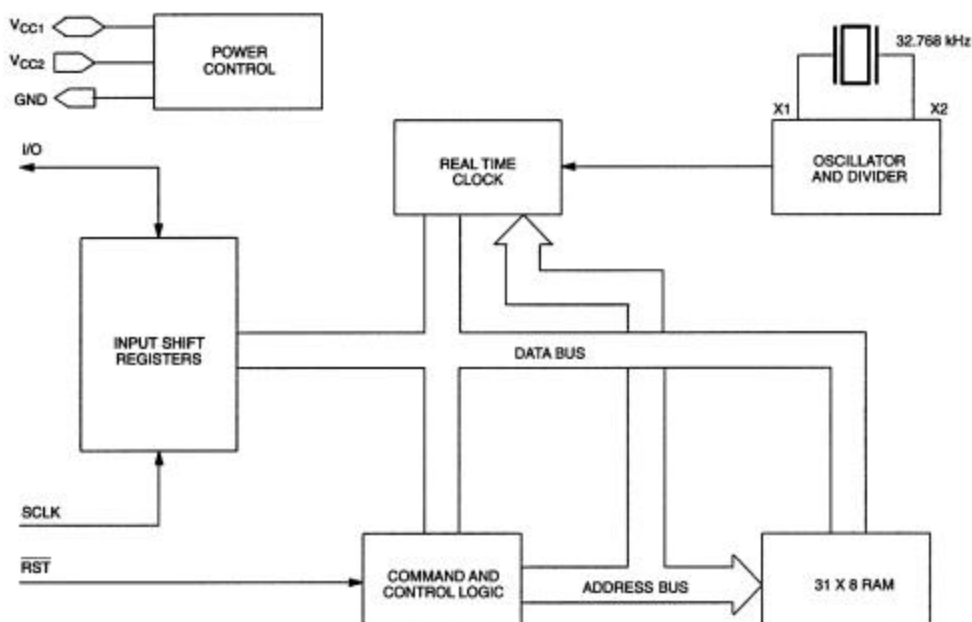 VCC1
VCC2
GND
POWER
CONTROL
32.768 kHz
X1
X2
I/O
REAL TIME
CLOCK
OSCILLATOR
AND DIVIDER
INPUT SHIFT
REGISTERS
DATA BUS
SCLK
RST
COMMAND AND
CONTROL LOGIC
ADDRESS BUS
31 X 8 RAM